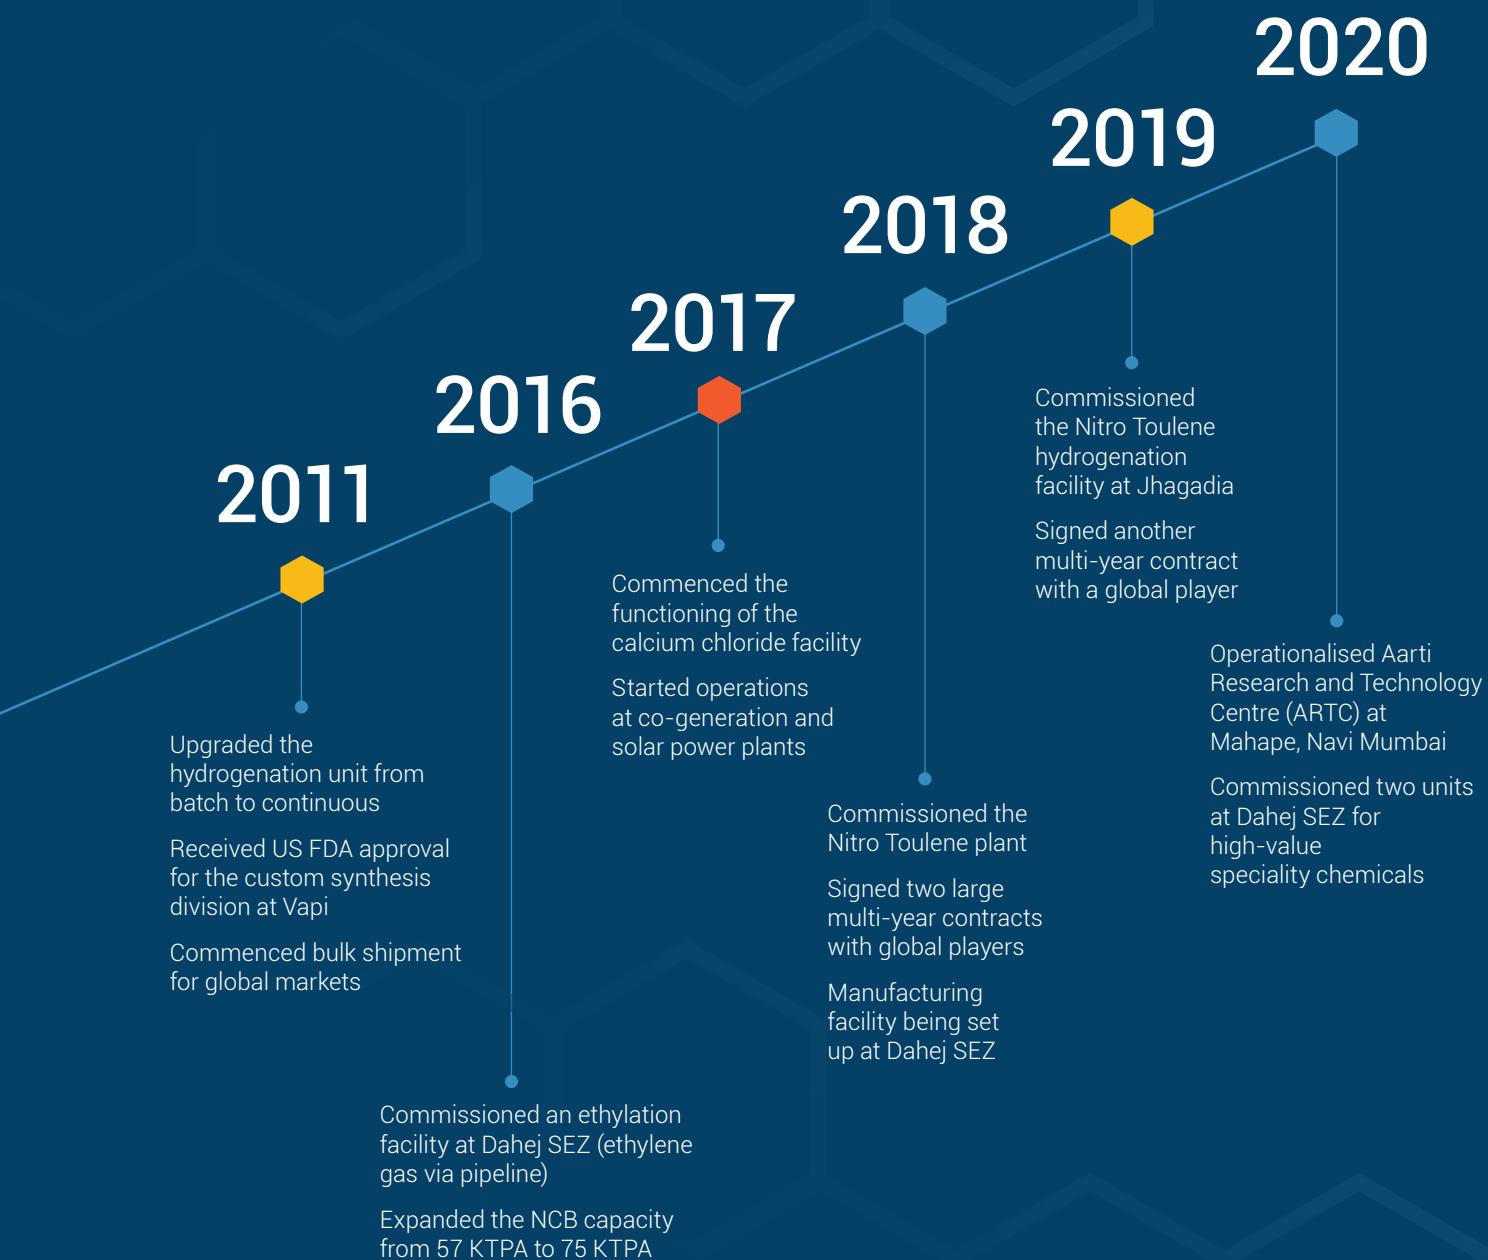 2011
Upgraded the
hydrogenation unit from
batch to continuous
Received US FDA approval
for the custom synthesis
division at Vapi
Commenced bulk shipment
for global markets
2016
Commissioned an ethylation
facility at Dahej SEZ (ethylene
gas via pipeline)
Expanded the NCB capacity
from 57 KTPA to 75 KTPA
2017
Commenced the
functioning of the
calcium chloride facility
Started operations
at co-generation and
solar power plants
2018
Commissioned the
Nitro Toulene plant
Signed two large
multi-year contracts
with global players
Manufacturing
facility being set
up at Dahej SEZ
2019
Commissioned
the Nitro Toulene
hydrogenation
facility at Jhagadia
Signed another
multi-year contract
with a global player
2020
Operationalised Aarti
Research and Technology
Centre (ARTC) at
Mahape, Navi Mumbai
Commissioned two units
at Dahej SEZ for
high-value
speciality chemicals